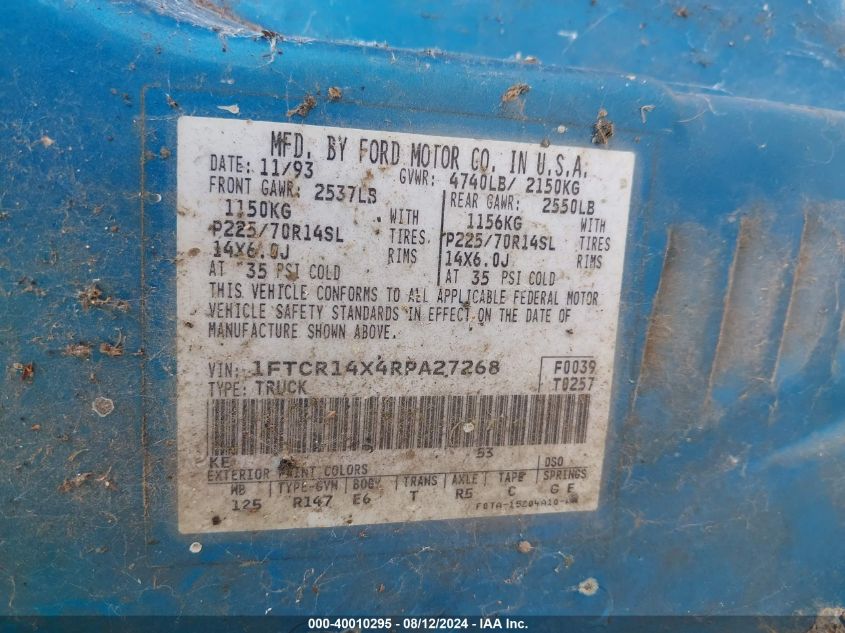 MFD. BY FORD MOTOR CO. IN U.S.A.
DATE: 11/93 GVWR: 4740LB/ 2150KG
FRONT GAWR: 2537LB REAR GAWR: 2550LB
1150KG WITH 1156KG WITH
P225/70R14SL TIRES P225/70R14SL TIRES
14X6.0J RIMS 14X6.0J RIMS
AT 35 PSI COLD AT 35 PSI COLD
THIS VEHICLE CONFORMS TO ALL APPLICABLE FEDERAL MOTOR
VEHICLE SAFETY STANDARDS IN EFFECT ON THE DATE OF
MANUFACTURE SHOWN ABOVE.
VIN: 1FTCR14X4RPA27268 F0039
TYPE: TRUCK T0257
KE 53
EXTERIOR PAINT COLORS DSO
WB TYPE-GVW BODY TRANS AXLE TAPE SPRINGS
125 R147 E6 T R5 C G F
000-40010295 - 08/12/2024 - IAA Inc.